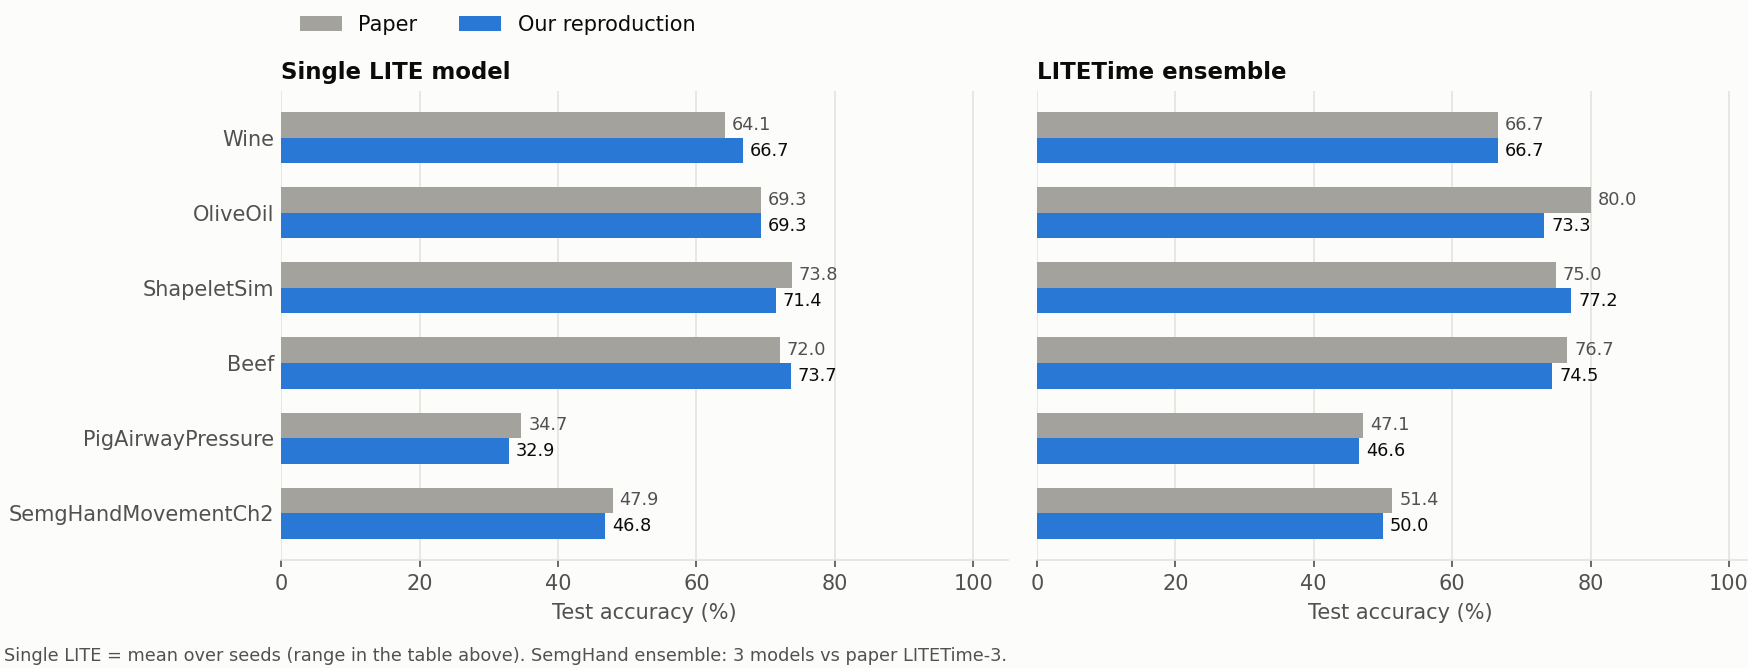 Paper Our reproduction
Single LITE model
LITETime ensemble
Wine
64.1
66.7
66.7
66.7
OliveOil
69.3
69.3
80.0
73.3
ShapeletSim
73.8
71.4
75.0
77.2
Beef
72.0
73.7
76.7
74.5
PigAirwayPressure
34.7
32.9
47.1
46.6
SemgHandMovementCh2
47.9
46.8
51.4
50.0
0 20 40 60 80 100
0 20 40 60 80 100
Test accuracy (%)
Test accuracy (%)
Single LITE = mean over seeds (range in the table above). SemgHand ensemble: 3 models vs paper LITETime-3.